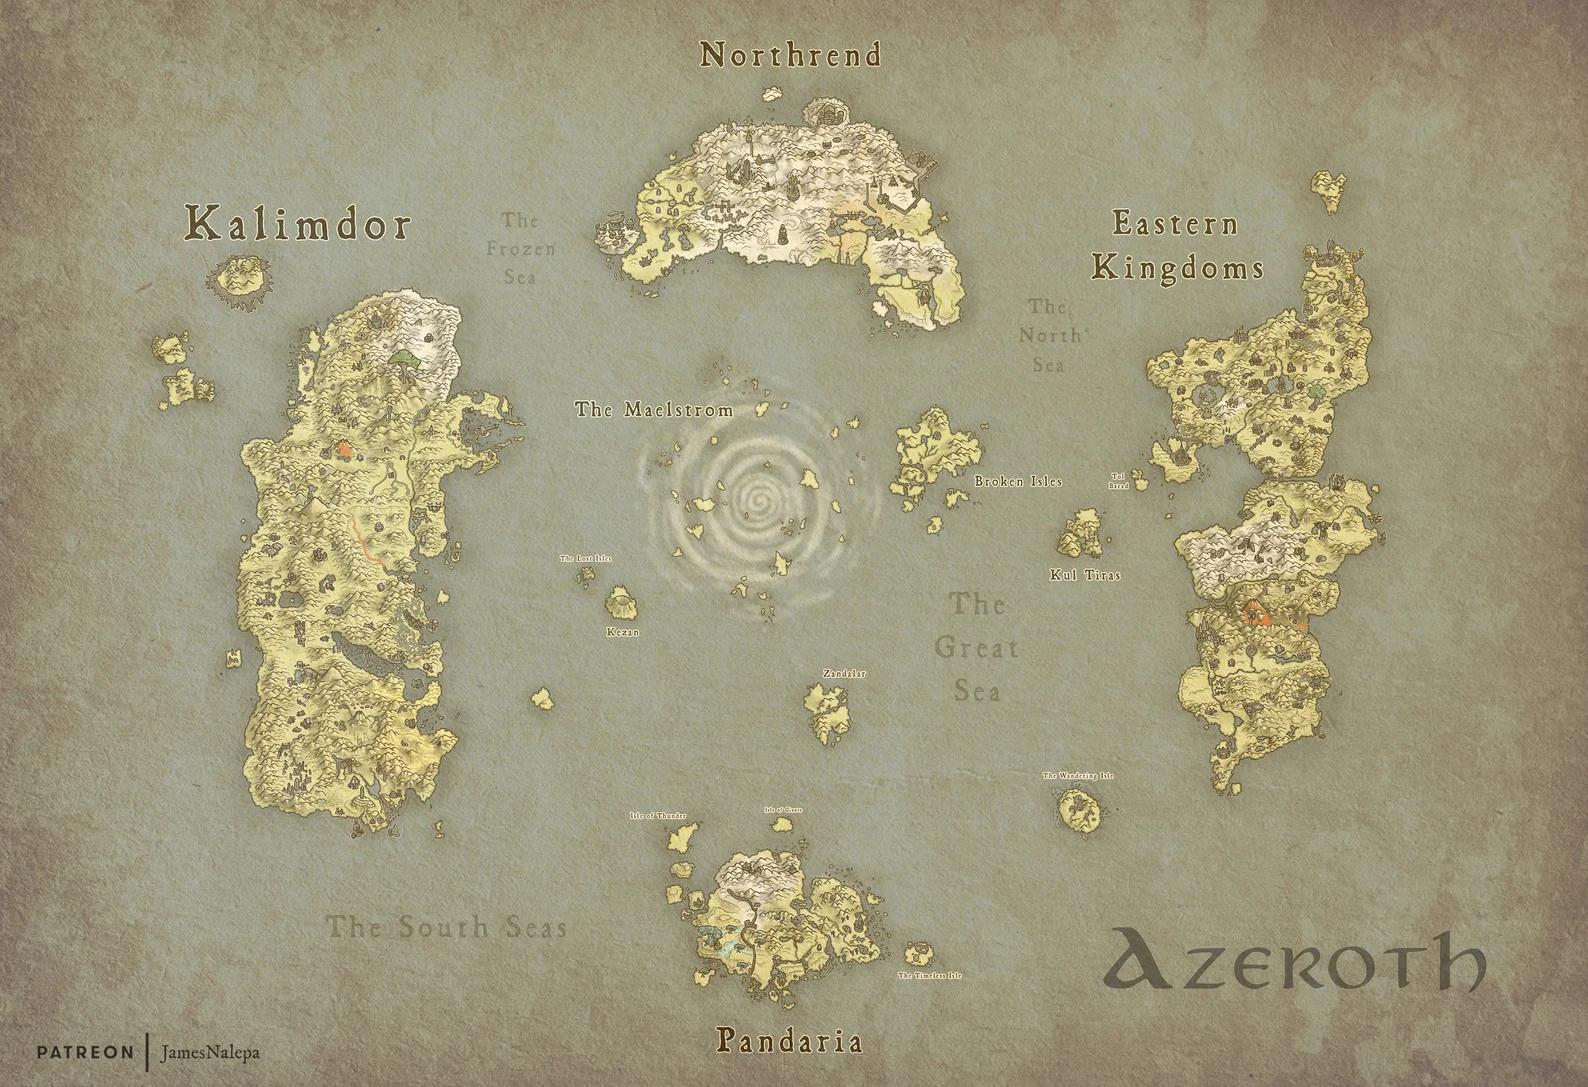 Northrend
Kalimdor
The
Frozen
Sea
Eastern
Kingdoms
The
North
Sea
The Maelstrom
Broken Isles
Tol
Barad
The Lost Isles
Kul Tiras
Kezan
The
Great
Sea
Zandalar
The Wandering Isle
Isle of Thunder
Isle of Giants
The South Seas
The Timeless Isle
AZEROTH
Pandaria
PATREON | JamesNalepa